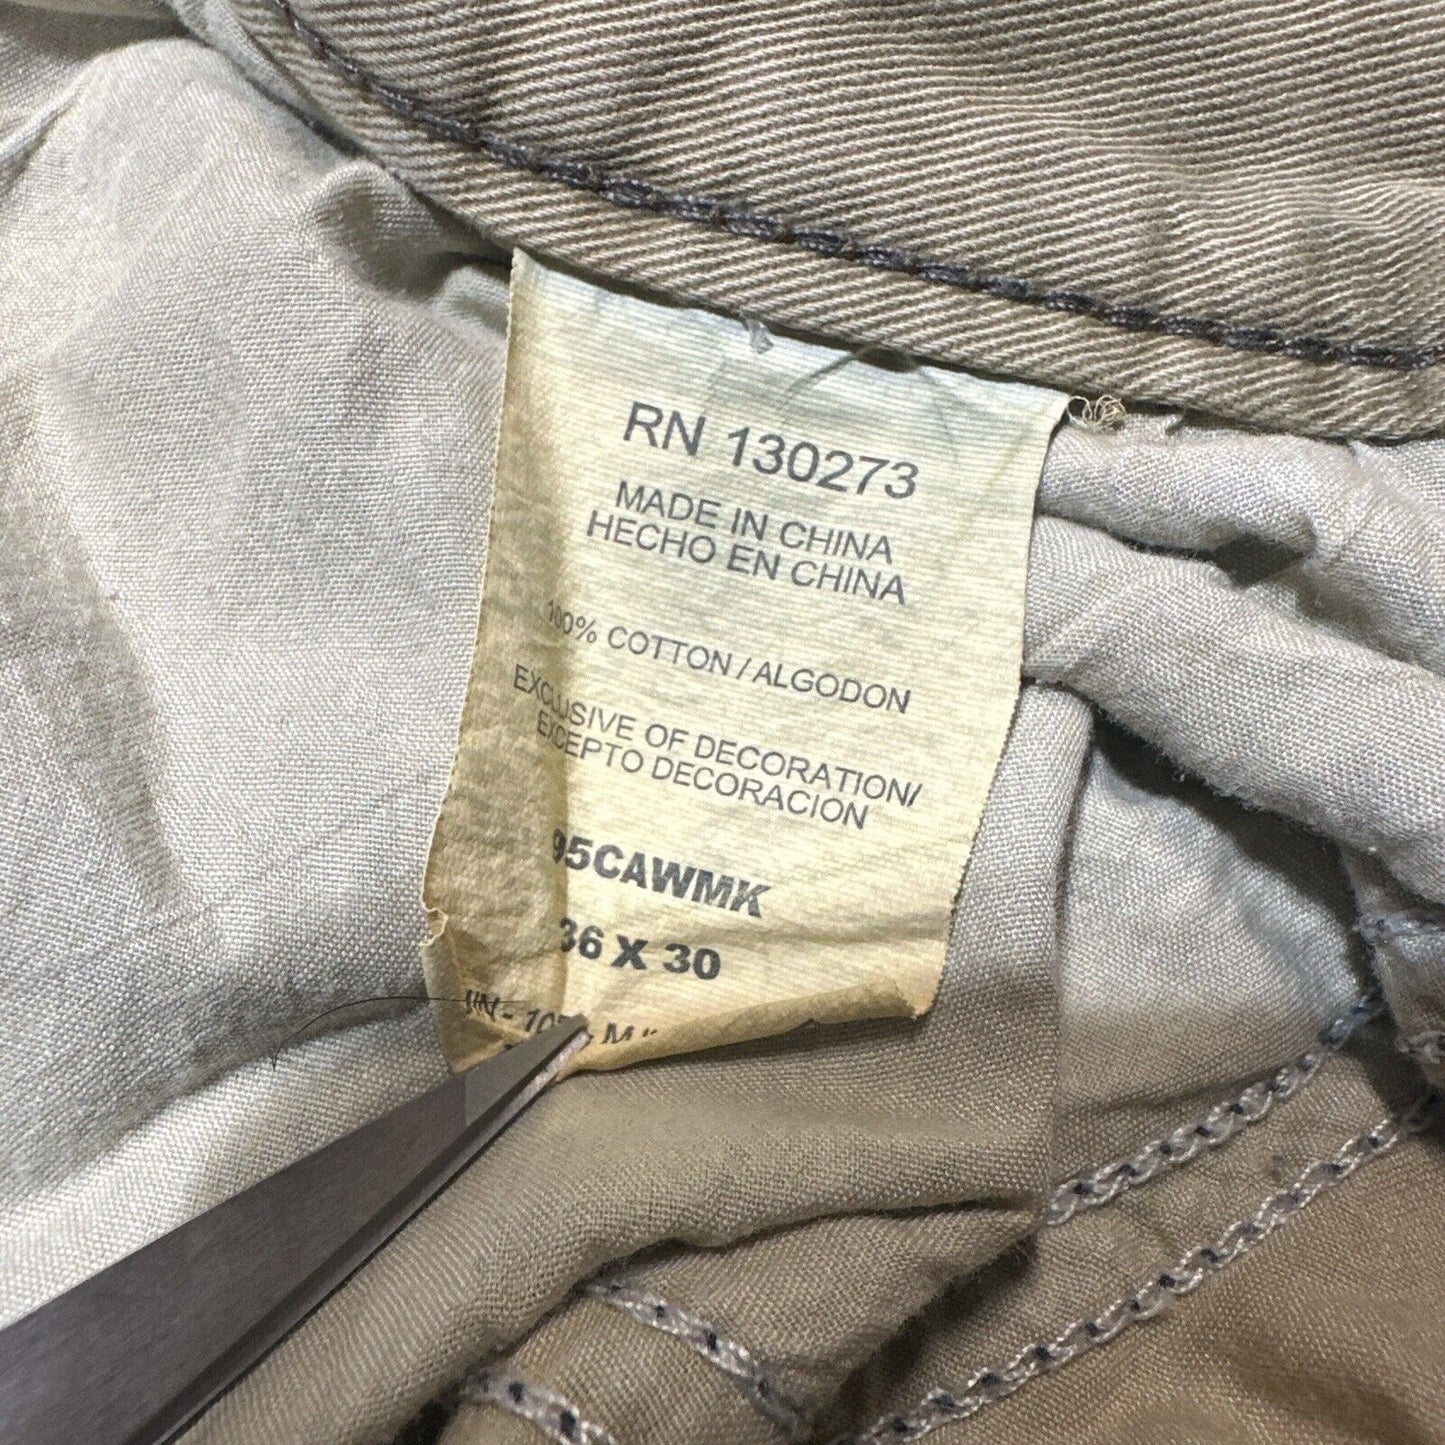 RN 130273
MADE IN CHINA
HECHO EN CHINA
100% COTTON / ALGODON
EXCLUSIVE OF DECORATION/
EXCEPTO DECORACION
95CAWMK
36 X 30